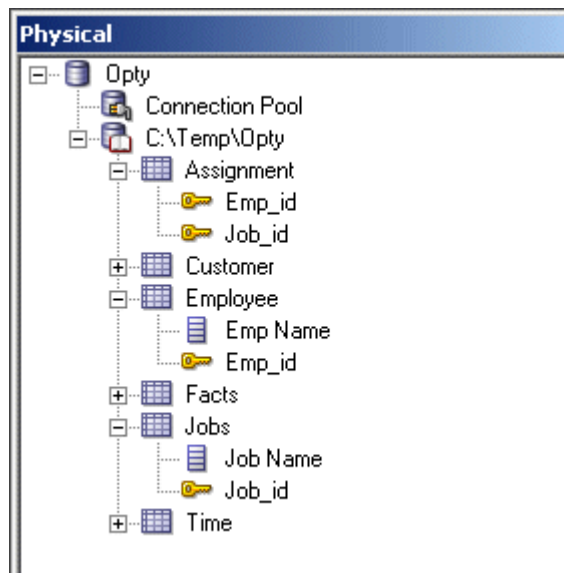 Physical
Opty
Connection Pool
C:\Temp\Opty
Assignment
Emp_id
Job_id
Customer
Employee
Emp Name
Emp_id
Facts
Jobs
Job Name
Job_id
Time